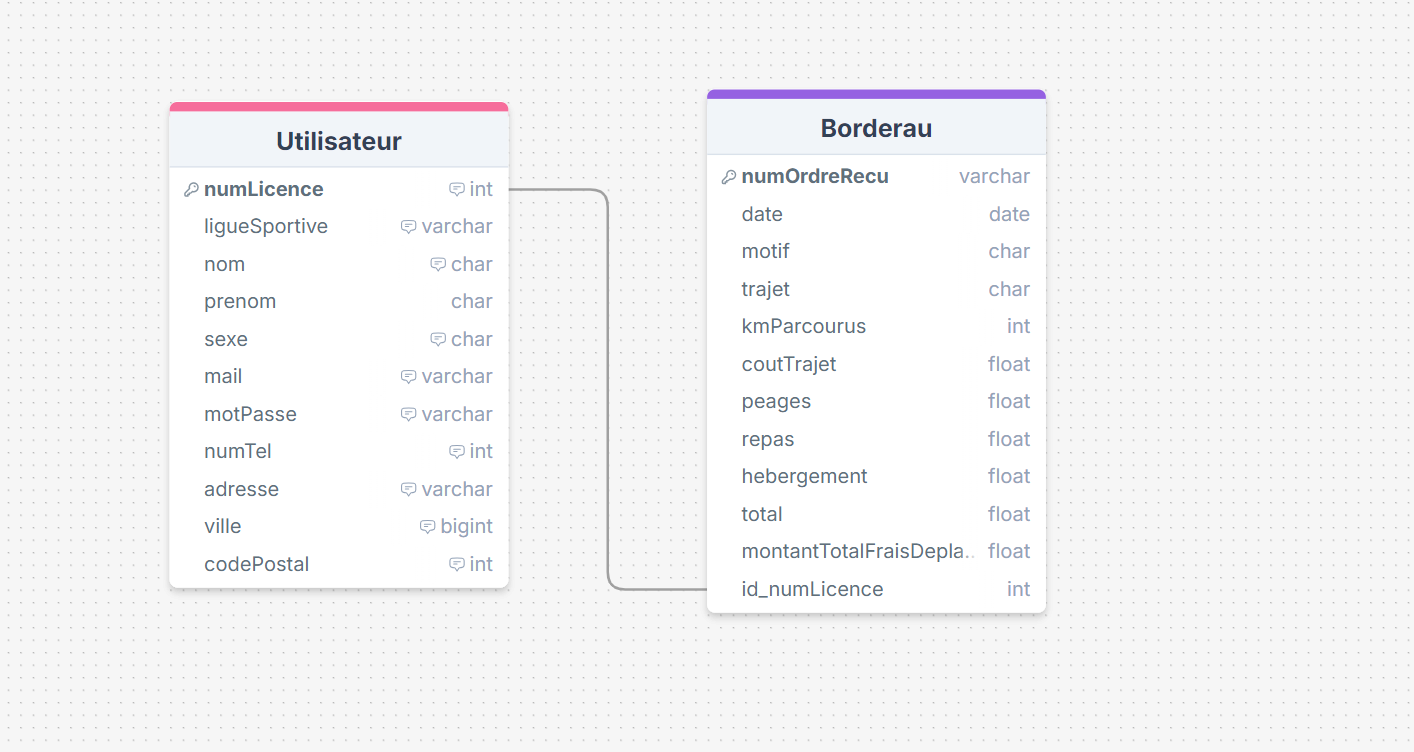 Utilisateur
numLicence int
ligueSportive varchar
nom char
prenom char
sexe char
mail varchar
motPasse varchar
numTel int
adresse varchar
ville bigint
codePostal int
Borderau
numOrdreRecu varchar
date date
motif char
trajet char
kmParcourus int
coutTrajet float
peages float
repas float
hebergement float
total float
montantTotalFraisDepla.. float
id_numLicence int